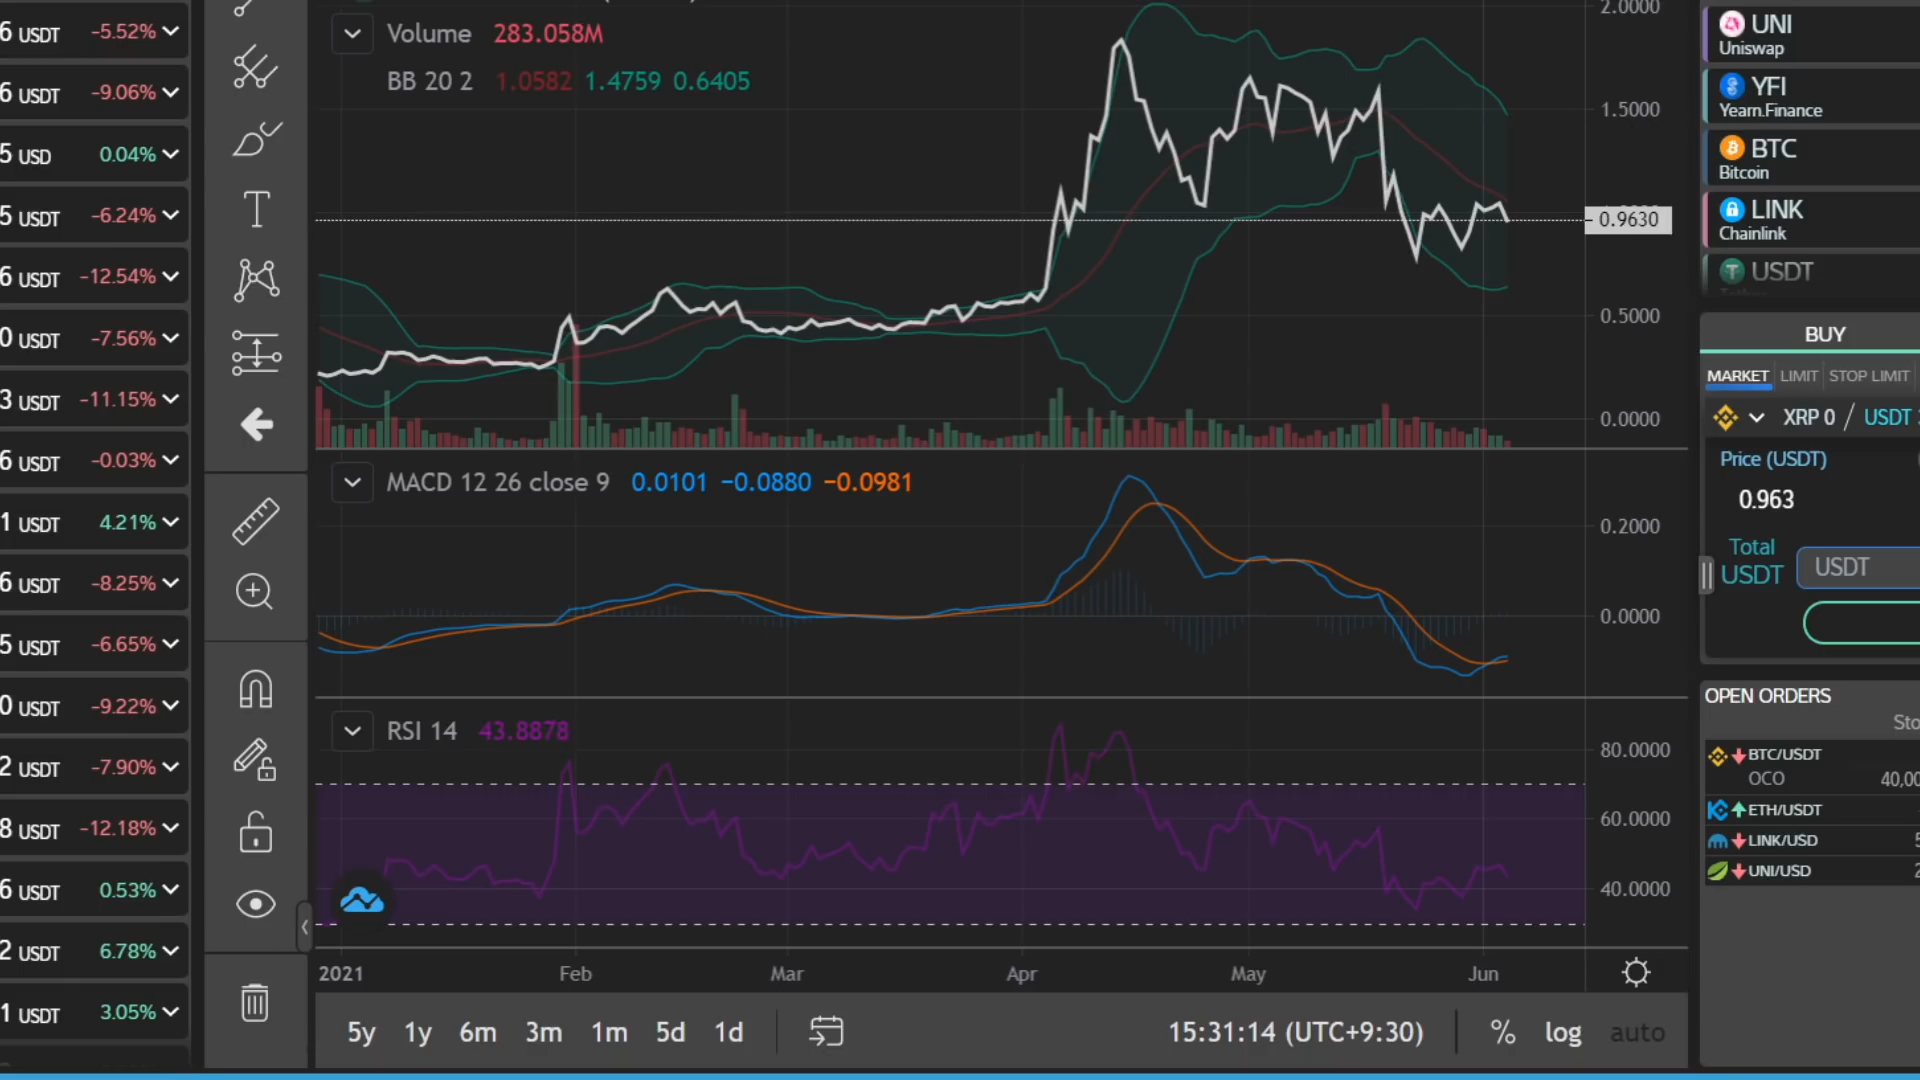 6 USDT -5.52%
6 USDT -9.06%
5 USD 0.04%
5 USDT -6.24%
6 USDT -12.54%
0 USDT -7.56%
3 USDT -11.15%
6 USDT -0.03%
1 USDT 4.21%
6 USDT -8.25%
5 USDT -6.65%
0 USDT -9.22%
2 USDT -7.90%
8 USDT -12.18%
6 USDT 0.53%
2 USDT 6.78%
1 USDT 3.05%
T
Volume 283.058M
BB 20 2 1.0582 1.4759 0.6405
2.0000
1.5000
0.9630
0.5000
0.0000
MACD 12 26 close 9 0.0101 −0.0880 −0.0981
0.2000
0.0000
RSI 14 43.8878
80.0000
60.0000
40.0000
2021 Feb Mar Apr May Jun
5y 1y 6m 3m 1m 5d 1d 15:31:14 (UTC+9:30) % log auto
UNI
Uniswap
YFI
Yearn.Finance
BTC
Bitcoin
LINK
Chainlink
USDT
BUY
MARKET LIMIT STOP LIMIT
XRP 0 / USDT
Price (USDT)
0.963
Total
USDT USDT
OPEN ORDERS
Sto
BTC/USDT
OCO 40,00
ETH/USDT
LINK/USD 5
UNI/USD 2